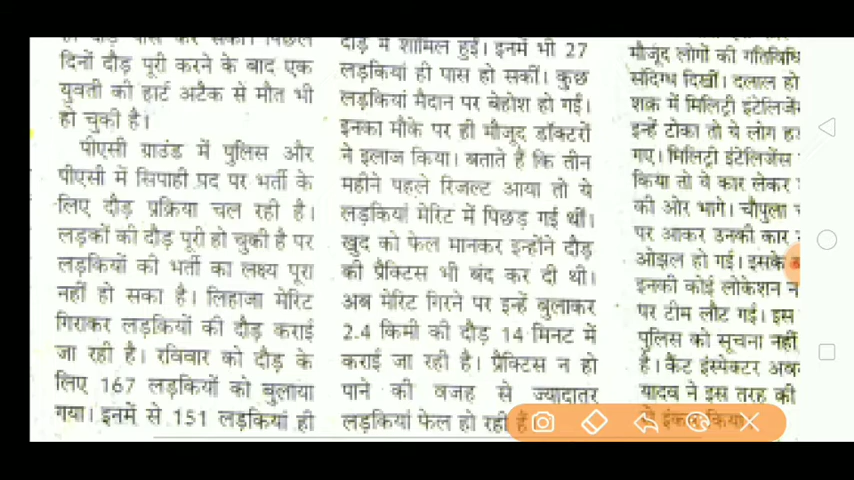 दिनों दौड़ पूरी करने के बाद एक
युवती की हार्ट अटैक से मौत भी
हो चुकी है।
पीएसी ग्राउंड में पुलिस और
पीएसी में सिपाही पद पर भर्ती के
लिए दौड़ प्रक्रिया चल रही है।
लड़कों की दौड़ पूरी हो चुकी है पर
लड़कियों की भर्ती का लक्ष्य पूरा
नहीं हो सका है। लिहाजा मेरिट
गिराकर लड़कियों की दौड़ कराई
जा रही है। रविवार को दौड़ के
लिए 167 लड़कियों को बुलाया
गया। इनमें से 151 लड़कियां ही
दौड़ में शामिल हुईं। इनमें भी 27
लड़कियां ही पास हो सकीं। कुछ
लड़कियां मैदान पर बेहोश हो गईं।
इनका मौके पर ही मौजूद डॉक्टरों
ने इलाज किया। बताते हैं कि तीन
महीने पहले रिजल्ट आया तो ये
लड़कियां मेरिट में पिछड़ गई थीं।
खुद को फेल मानकर इन्होंने दौड़
की प्रैक्टिस भी बंद कर दी थी।
अब मेरिट गिरने पर इन्हें बुलाकर
2.4 किमी की दौड़ 14 मिनट में
कराई जा रही है। प्रैक्टिस न हो
पाने की वजह से ज्यादातर
लड़कियां फेल हो रही हैं
मौजूद लोगों की गतिविधि
संदिग्ध दिखीं। दलाल हो
शक में मिलिट्री इंटेलिजें
इन्हें टोका तो ये लोग
गए। मिलिट्री इंटेलिजेंस
किया तो वे कार लेकर
की ओर भागे। चौपुला
पर आकर उनकी कार
ओझल हो गई। इसके
इनकी कोई लोकेशन न
पर टीम लौट गई। इस
पुलिस को सूचना नहीं
है। कैंट इंस्पेक्टर
यादव ने इस तरह की
से इंकार किया